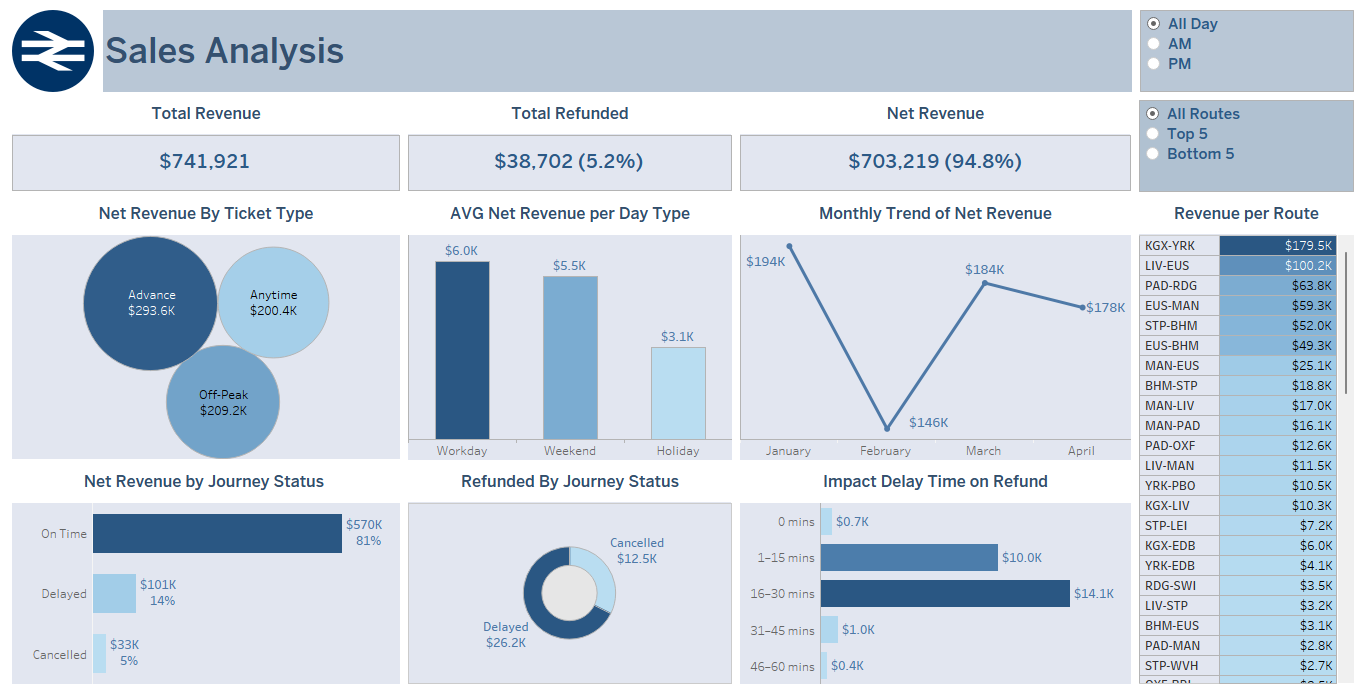 Sales Analysis
All Day
AM
PM
All Routes
Top 5
Bottom 5
Total Revenue
$741,921
Total Refunded
$38,702 (5.2%)
Net Revenue
$703,219 (94.8%)
Net Revenue By Ticket Type
Advance
$293.6K
Anytime
$200.4K
Off-Peak
$209.2K
AVG Net Revenue per Day Type
$6.0K
$5.5K
$3.1K
Workday
Weekend
Holiday
Monthly Trend of Net Revenue
$194K
$146K
$184K
$178K
January
February
March
April
Revenue per Route
KGX-YRK $179.5K
LIV-EUS $100.2K
PAD-RDG $63.8K
EUS-MAN $59.3K
STP-BHM $52.0K
EUS-BHM $49.3K
MAN-EUS $25.1K
BHM-STP $18.8K
MAN-LIV $17.0K
MAN-PAD $16.1K
PAD-OXF $12.6K
LIV-MAN $11.5K
YRK-PBO $10.5K
KGX-LIV $10.3K
STP-LEI $7.2K
KGX-EDB $6.0K
YRK-EDB $4.1K
RDG-SWI $3.5K
LIV-STP $3.2K
BHM-EUS $3.1K
PAD-MAN $2.8K
STP-WVH $2.7K
Net Revenue by Journey Status
On Time
$570K
81%
Delayed
$101K
14%
Cancelled
$33K
5%
Refunded By Journey Status
Cancelled
$12.5K
Delayed
$26.2K
Impact Delay Time on Refund
0 mins $0.7K
1–15 mins $10.0K
16–30 mins $14.1K
31–45 mins $1.0K
46–60 mins $0.4K